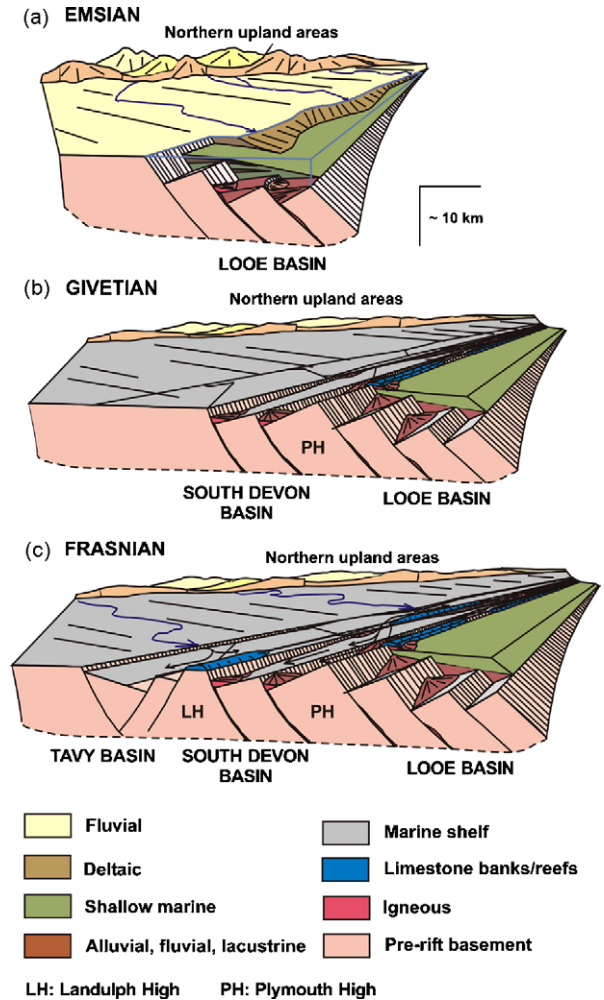 (a) EMSIAN
Northern upland areas
~ 10 km
LOOE BASIN
(b) GIVETIAN
Northern upland areas
PH
SOUTH DEVON
BASIN
LOOE BASIN
(c) FRASNIAN
Northern upland areas
LH
PH
TAVY BASIN
SOUTH DEVON
BASIN
LOOE BASIN
Fluvial
Marine shelf
Deltaic
Limestone banks/reefs
Shallow marine
Igneous
Alluvial, fluvial, lacustrine
Pre-rift basement
LH: Landulph High
PH: Plymouth High